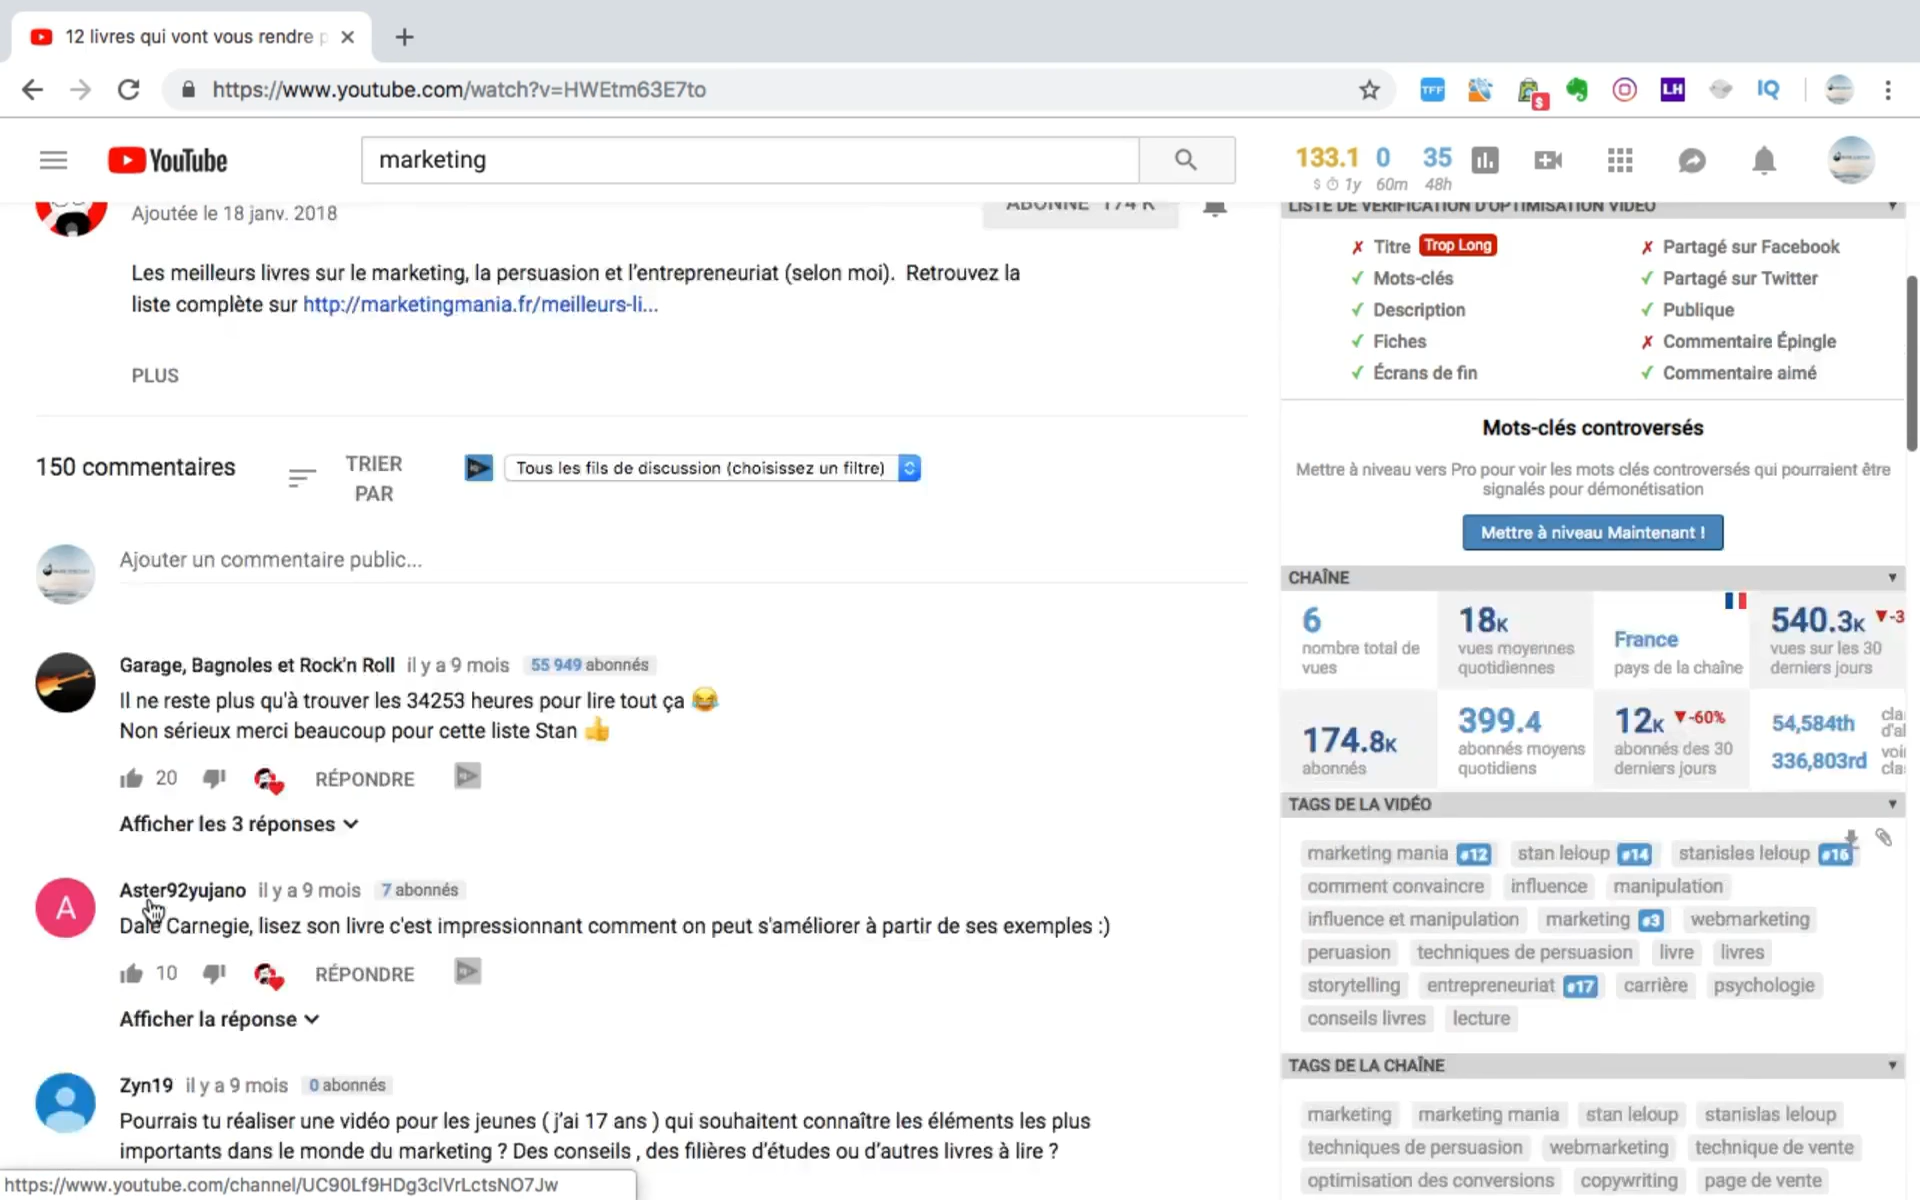 12 livres qui vont vous rendre p
https://www.youtube.com/watch?v=HWEtm63E7to
TFF
$
LH
IQ
YouTube
marketing
133.1 0 35
$ 1y 60m 48h
Ajoutée le 18 janv. 2018
ABONNÉ 174 K
Les meilleurs livres sur le marketing, la persuasion et l'entrepreneuriat (selon moi). Retrouvez la
liste complète sur http://marketingmania.fr/meilleurs-li...
PLUS
150 commentaires
TRIER
PAR
Tous les fils de discussion (choisissez un filtre)
Ajouter un commentaire public...
Garage, Bagnoles et Rock'n Roll il y a 9 mois 55 949 abonnés
Il ne reste plus qu'à trouver les 34253 heures pour lire tout ça 😂
Non sérieux merci beaucoup pour cette liste Stan 👍
20 RÉPONDRE
Afficher les 3 réponses
A
Aster92yujano il y a 9 mois 7 abonnés
Dale Carnegie, lisez son livre c'est impressionnant comment on peut s'améliorer à partir de ses exemples :)
10 RÉPONDRE
Afficher la réponse
Zyn19 il y a 9 mois 0 abonnés
Pourrais tu réaliser une vidéo pour les jeunes ( j'ai 17 ans ) qui souhaitent connaître les éléments les plus
importants dans le monde du marketing ? Des conseils , des filières d'études ou d'autres livres à lire ?
https://www.youtube.com/channel/UC90Lf9HDg3clVrLctsNO7Jw
LISTE DE VÉRIFICATION D'OPTIMISATION VIDÉO
✗ Titre Trop Long
✓ Mots-clés
✓ Description
✓ Fiches
✓ Écrans de fin
✗ Partagé sur Facebook
✓ Partagé sur Twitter
✓ Publique
✗ Commentaire Épingle
✓ Commentaire aimé
Mots-clés controversés
Mettre à niveau vers Pro pour voir les mots clés controversés qui pourraient être
signalés pour démonétisation
Mettre à niveau Maintenant !
CHAÎNE
6
nombre total de
vues
18K
vues moyennes
quotidiennes
France
pays de la chaîne
540.3K ▼-3
vues sur les 30
derniers jours
174.8K
abonnés
399.4
abonnés moyens
quotidiens
12K ▼-60%
abonnés des 30
derniers jours
54,584th
336,803rd
cla
d'al
voi
cla
TAGS DE LA VIDÉO
marketing mania #12 stan leloup #14 stanislas leloup #16
comment convaincre influence manipulation
influence et manipulation marketing #3 webmarketing
peruasion techniques de persuasion livre livres
storytelling entrepreneuriat #17 carrière psychologie
conseils livres lecture
TAGS DE LA CHAÎNE
marketing marketing mania stan leloup stanislas leloup
techniques de persuasion webmarketing technique de vente
optimisation des conversions copywriting page de vente